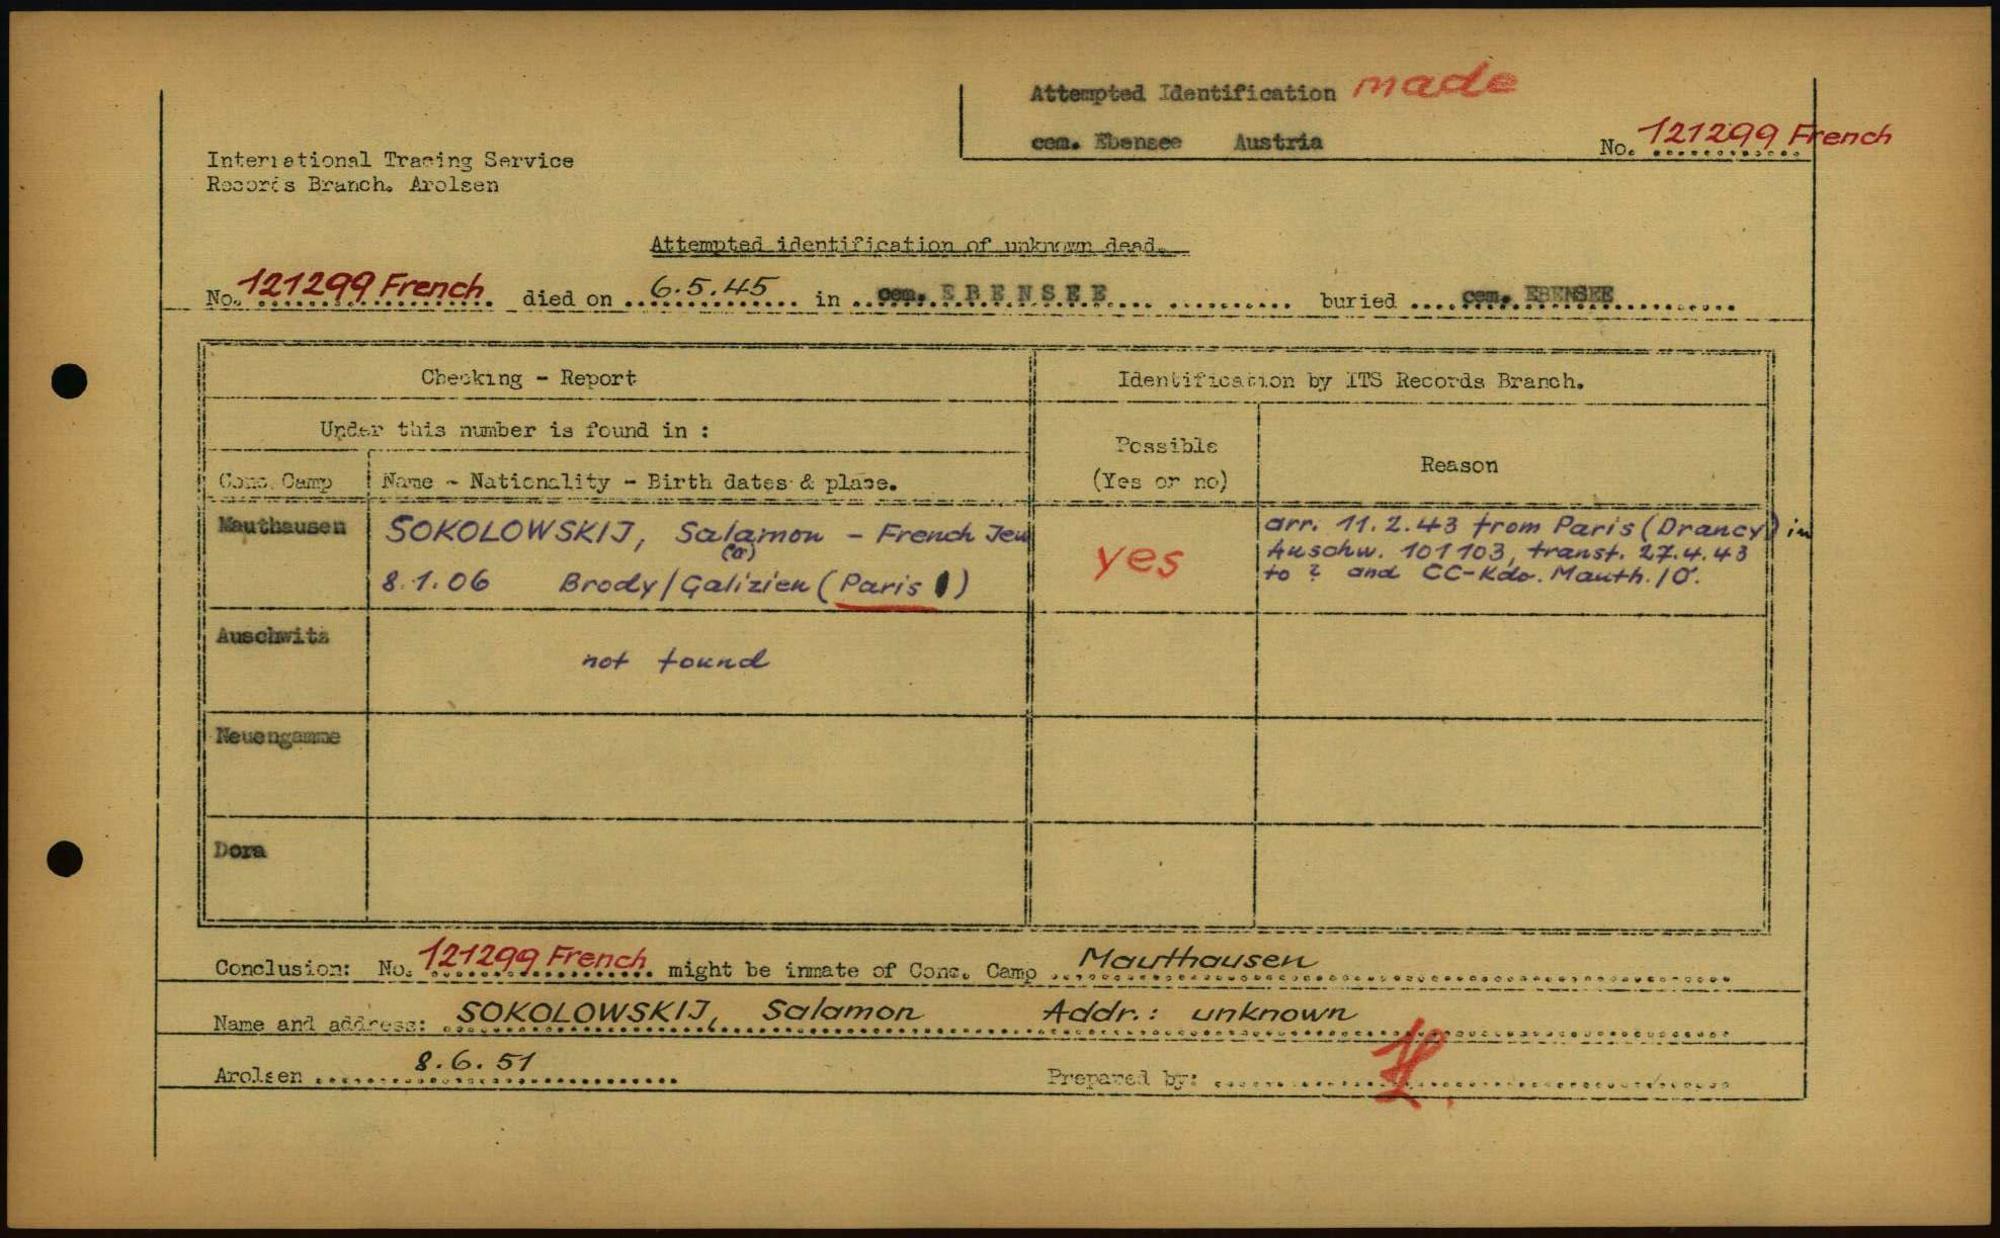 Attempted Identification made
cem. Ebensee Austria
No. 121299 French
International Tracing Service
Records Branch. Arolsen
Attempted identification of unknown dead.
No. 121299 French died on 6.5.45 in cem. EBENSEE buried cem. EBENSEE
Checking - Report
Identification by ITS Records Branch.
Under this number is found in :
Possible
(Yes or no)
Reason
Conc. Camp
Name - Nationality - Birth dates & place.
Mauthausen
SOKOLOWSKIJ, Salamon - French Jew
(o)
8.1.06 Brody/Galizien (Paris )
yes
arr. 11.2.43 from Paris (Drancy) in
Auschw. 101103, transf. 27.4.43
to ? and CC-Kdo. Mauth./O.
Auschwitz
not found
Neuengamme
Dora
Conclusion: No. 121299 French might be inmate of Conc. Camp Mauthausen
Name and address: SOKOLOWSKIJ, Salamon Addr.: unknown
Arolsen 8.6.51
Prepared by: